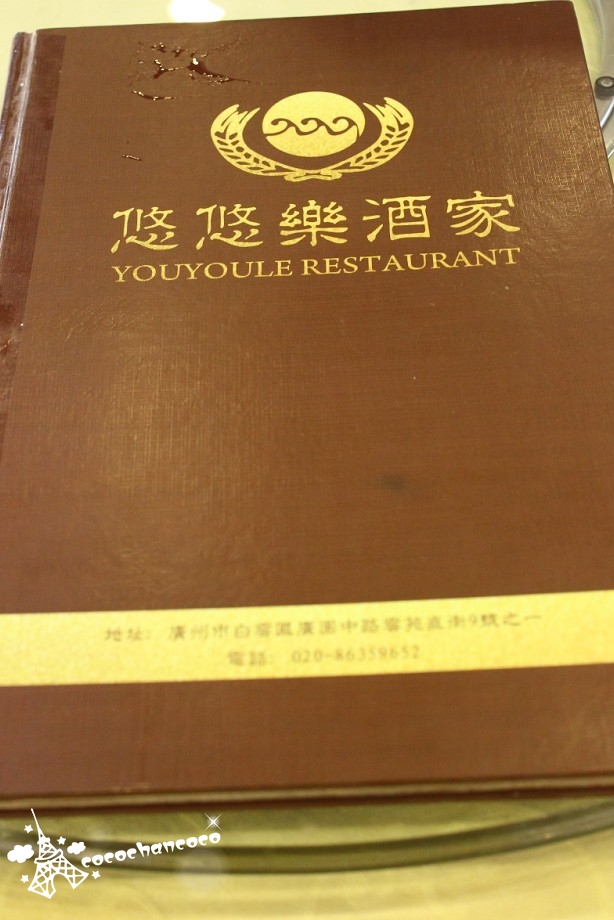 悠悠樂酒家
YOUYOULE RESTAURANT
地址: 廣州市白雲區廣園中路雲苑直街9號之一
電話: 020-86359652
cocochancoco